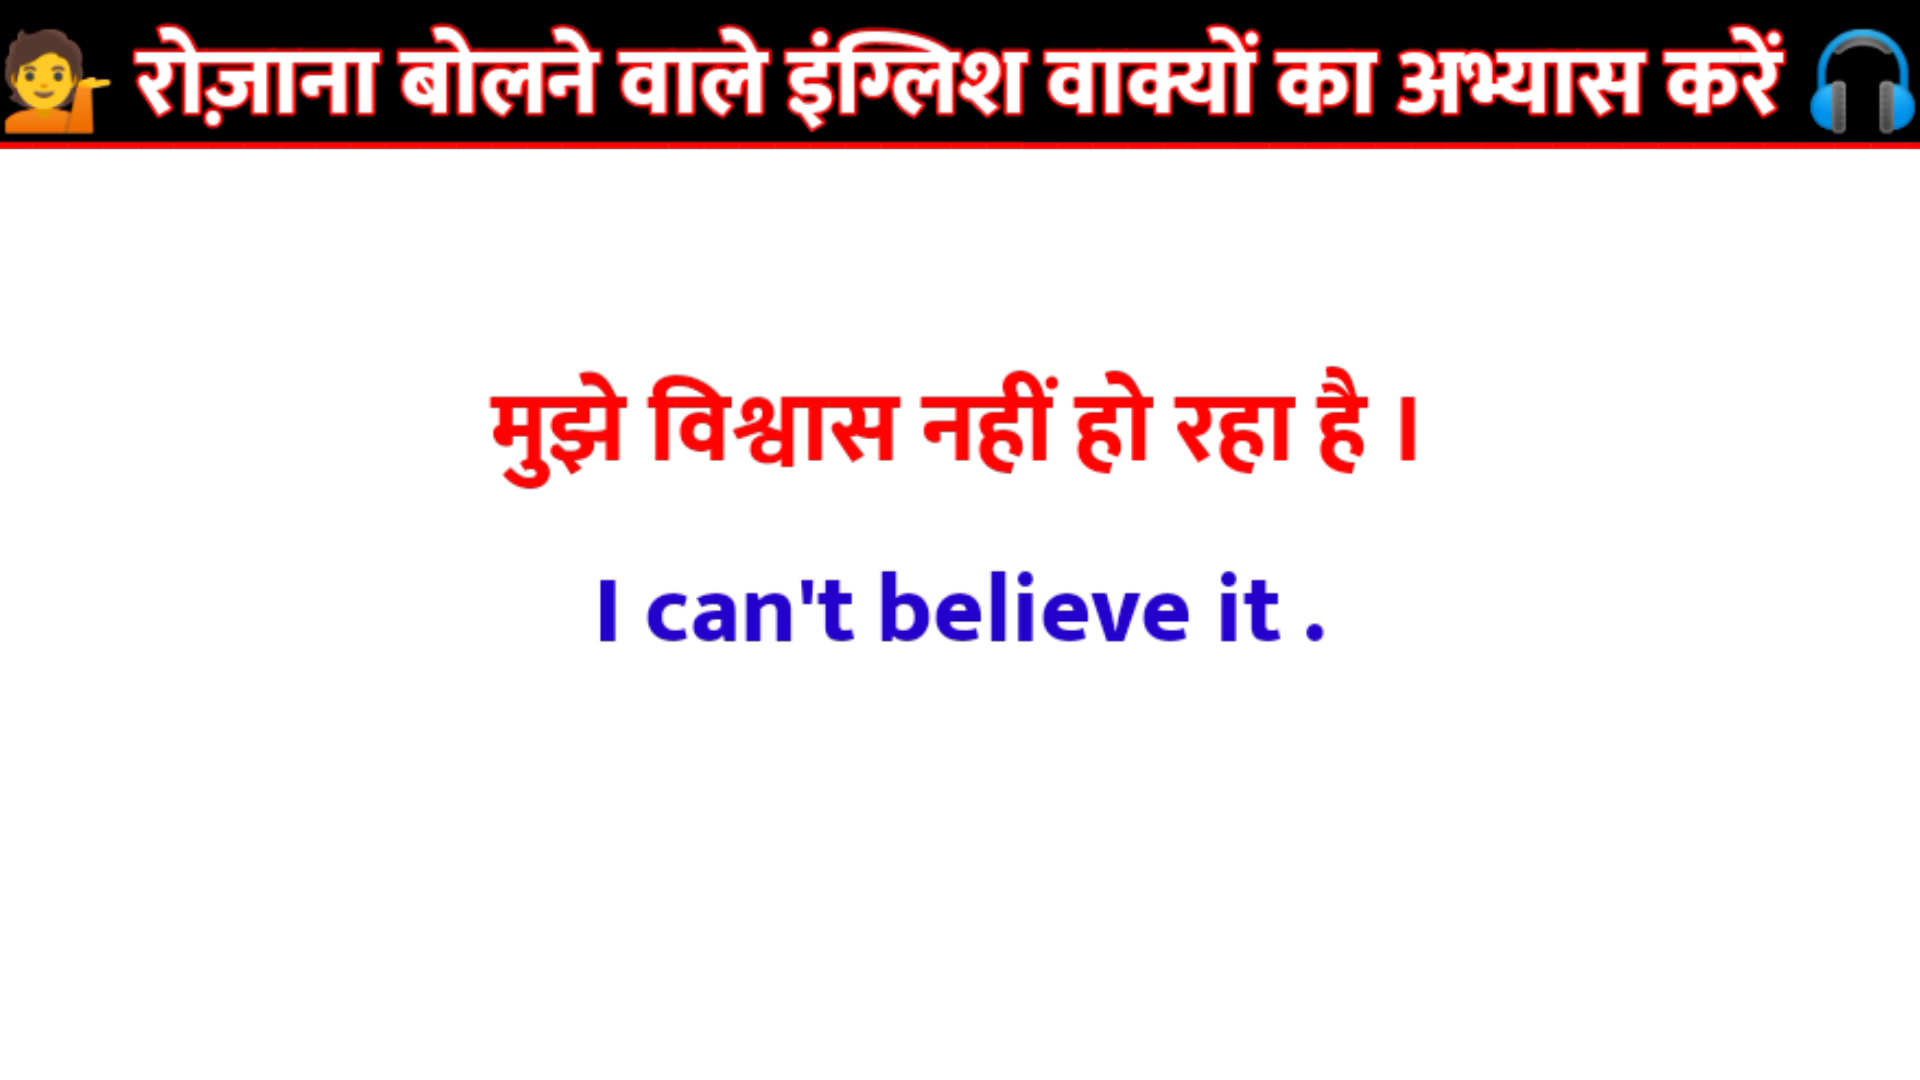 रोज़ाना बोलने वाले इंग्लिश वाक्यों का अभ्यास करें
मुझे विश्वास नहीं हो रहा है ।
I can't believe it .